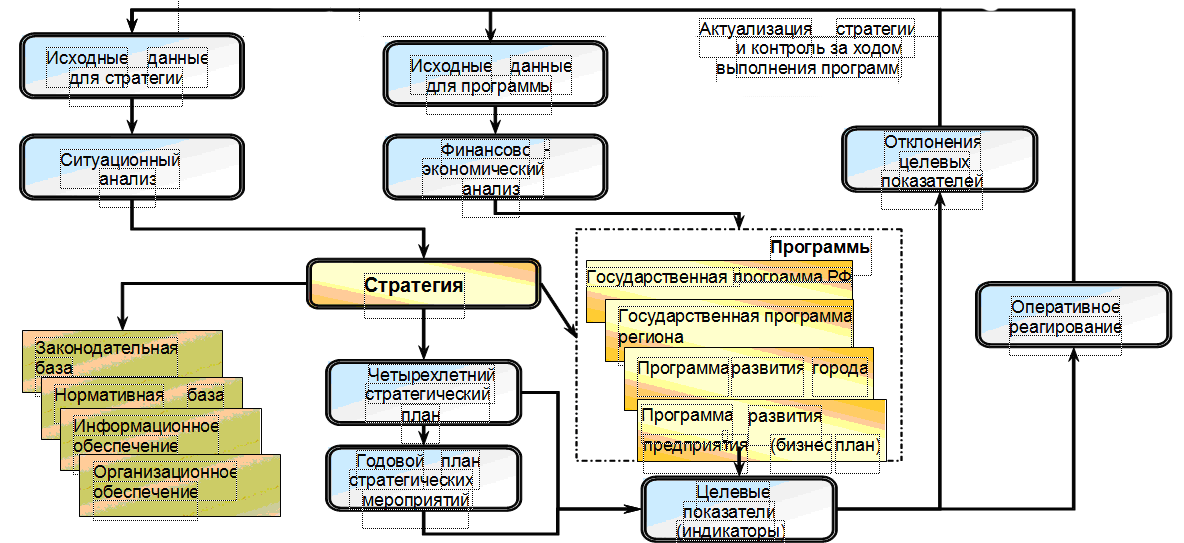 Исходные данные
для стратегии
Исходные данные
для программы
Актуализация стратегии
и контроль за ходом
выполнения программ
Ситуационный
анализ
Финансово -
экономический
анализ
Отклонения
целевых
показателей
Программы
Стратегия
Государственная программа РФ
Государственная программа
региона
Программа развития города
Программа развития
предприятия (бизнес план)
Оперативное
реагирование
Законодательная
база
Нормативная база
Информационное
обеспечение
Организационное
обеспечение
Четырехлетний
стратегический
план
Годовой план
стратегических
мероприятий
Целевые
показатели
(индикаторы)